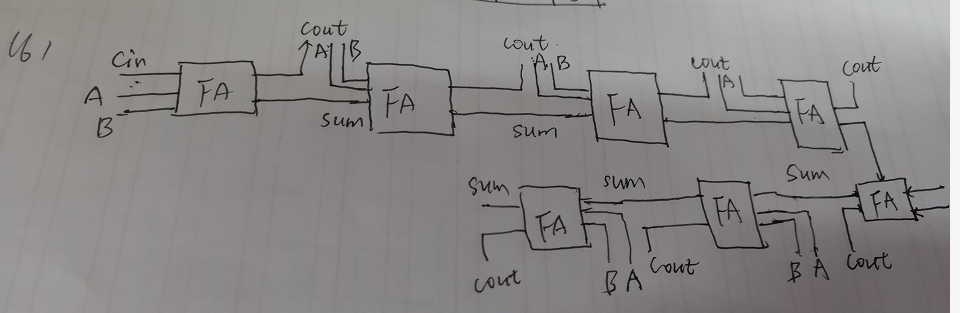 (6)
Cout
Cin FA A B
A
B
sum FA
Cout A B
sum FA
Cout A
FA
Cout
sum FA sum FA Sum FA
Cout B A Cout B A Cout